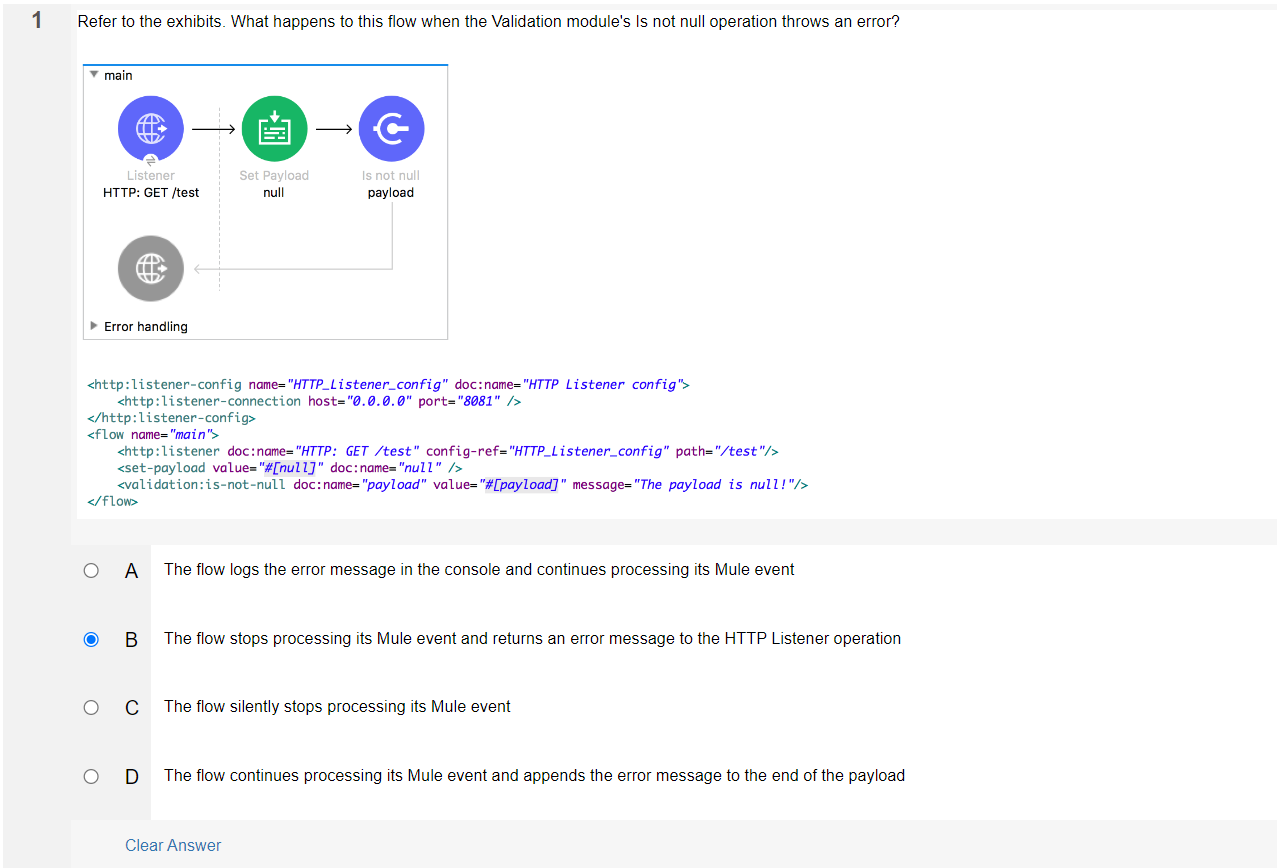 1
Refer to the exhibits. What happens to this flow when the Validation module's Is not null operation throws an error?
main
Listener
HTTP: GET /test
Set Payload
null
Is not null
payload
Error handling
<http:listener-config name="HTTP_Listener_config" doc:name="HTTP Listener config">
<http:listener-connection host="0.0.0.0" port="8081" />
</http:listener-config>
<flow name="main">
<http:listener doc:name="HTTP: GET /test" config-ref="HTTP_Listener_config" path="/test"/>
<set-payload value="#[null]" doc:name="null" />
<validation:is-not-null doc:name="payload" value="#[payload]" message="The payload is null!"/>
</flow>
A The flow logs the error message in the console and continues processing its Mule event
B The flow stops processing its Mule event and returns an error message to the HTTP Listener operation
C The flow silently stops processing its Mule event
D The flow continues processing its Mule event and appends the error message to the end of the payload
Clear Answer